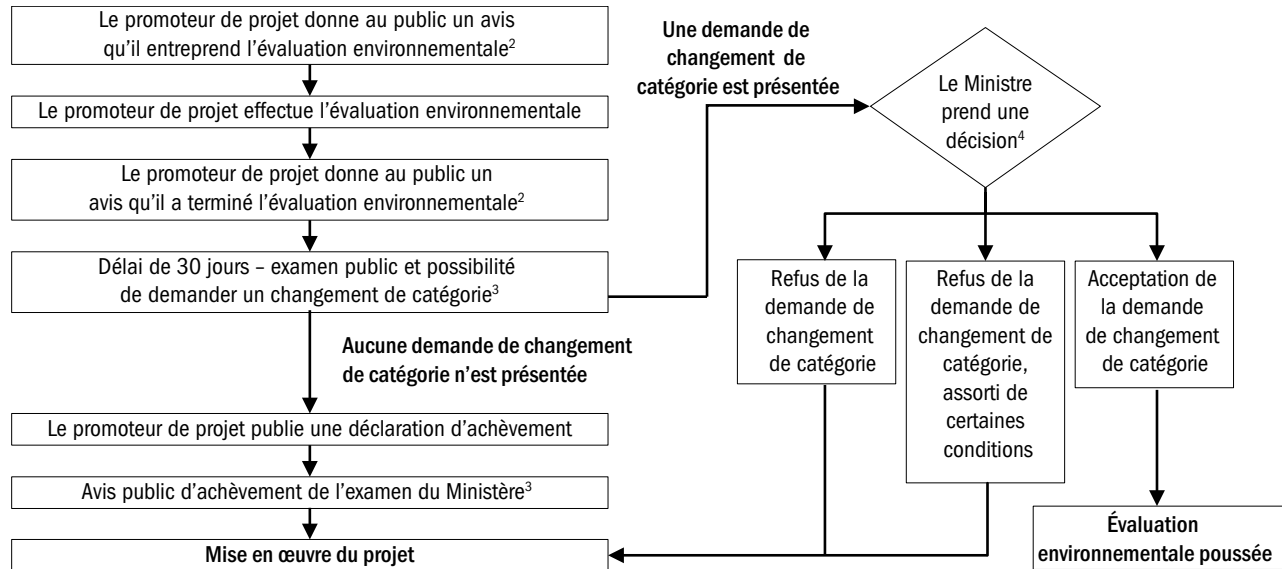 Le promoteur de projet donne au public un avis
qu'il entreprend l'évaluation environnementale²
Le promoteur de projet effectue l'évaluation environnementale
Le promoteur de projet donne au public un
avis qu'il a terminé l'évaluation environnementale²
Délai de 30 jours – examen public et possibilité
de demander un changement de catégorie³
Aucune demande de changement
de catégorie n'est présentée
Le promoteur de projet publie une déclaration d'achèvement
Avis public d'achèvement de l'examen du Ministère³
Mise en œuvre du projet
Une demande de
changement de
catégorie est présentée
Le Ministre
prend une
décision⁴
Refus de la
demande de
changement
de catégorie
Refus de la
demande de
changement de
catégorie,
assorti de
certaines
conditions
Acceptation de
la demande
de changement
de catégorie
Évaluation
environnementale poussée